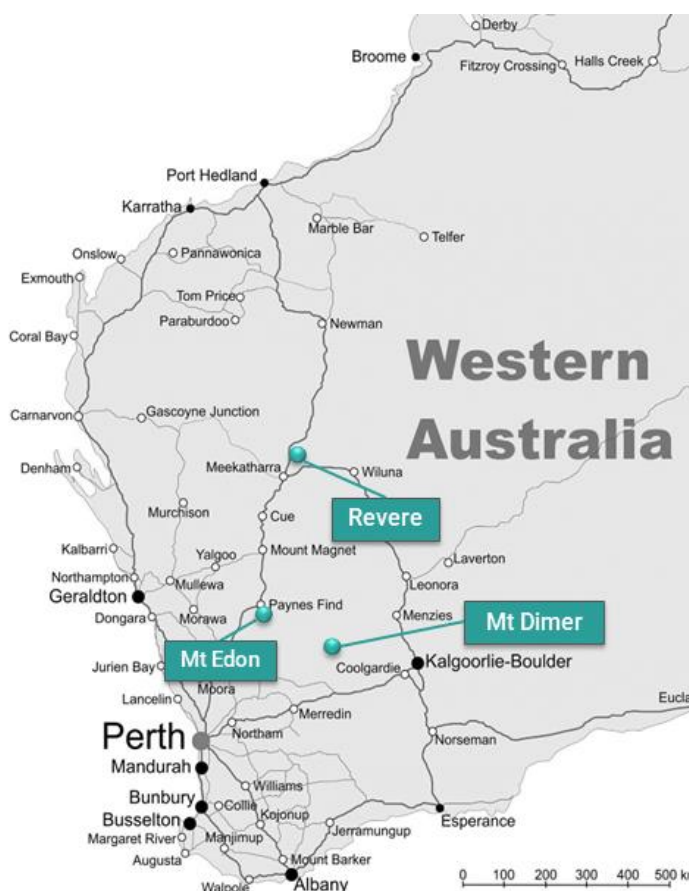 Derby
Broome
Fitzroy Crossing
Halls Creek
Port Hedland
Karratha
Marble Bar
Telfer
Onslow
Pannawonica
Exmouth
Tom Price
Paraburdoo
Newman
Coral Bay
Western
Australia
Carnarvon
Gascoyne Junction
Denham
Meekatharra
Wiluna
Revere
Murchison
Cue
Kalbarri
Yalgoo
Mount Magnet
Laverton
Northampton
Mullewa
Leonora
Geraldton
Morawa
Paynes Find
Menzies
Dongara
Mt Dimer
Mt Edon
Jurien Bay
Coolgardie
Kalgoorlie-Boulder
Moora
Lancelin
Merredin
Eucla
Perth
Northam
Norseman
Mandurah
Williams
Bunbury
Collie
Kojonup
Esperance
Busselton
Jerramungup
Margaret River
Manjimup
Augusta
Mount Barker
Walpole
Albany
0 100 200 300 400 500 km